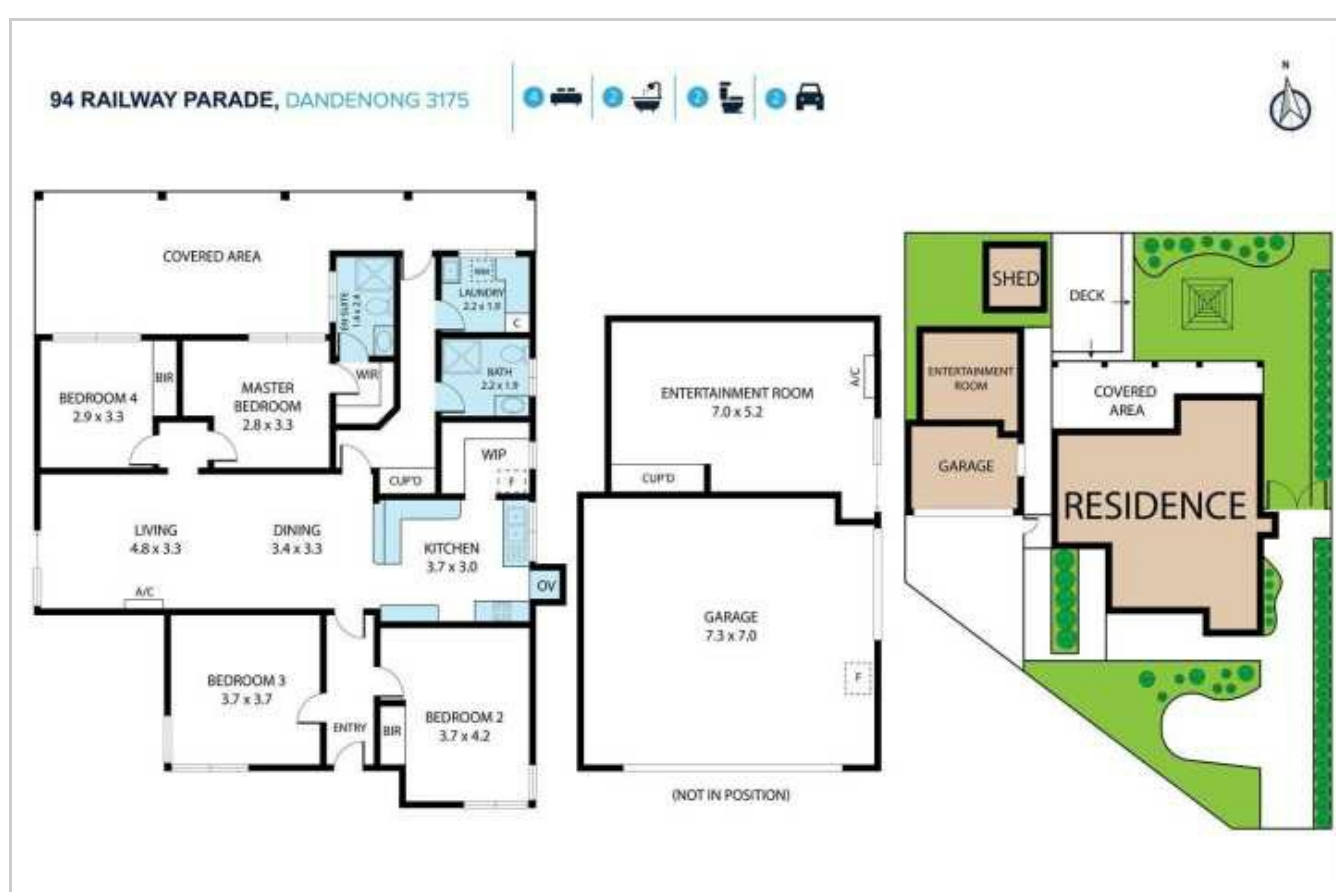 94 RAILWAY PARADE, DANDENONG 3175
4 2 2 2
N
COVERED AREA
EN SUITE
1.6 x 2.4
WM
LAUNDRY
2.2 x 1.9
C
BEDROOM 4
2.9 x 3.3
BIR
MASTER
BEDROOM
2.8 x 3.3
WIR
BATH
2.2 x 1.9
WIP
F
CUP'D
LIVING
4.8 x 3.3
DINING
3.4 x 3.3
KITCHEN
3.7 x 3.0
OV
A/C
BEDROOM 3
3.7 x 3.7
ENTRY
BIR
BEDROOM 2
3.7 x 4.2
ENTERTAINMENT ROOM
7.0 x 5.2
A/C
CUP'D
GARAGE
7.3 x 7.0
F
(NOT IN POSITION)
SHED
DECK
ENTERTAINMENT
ROOM
COVERED
AREA
GARAGE
RESIDENCE